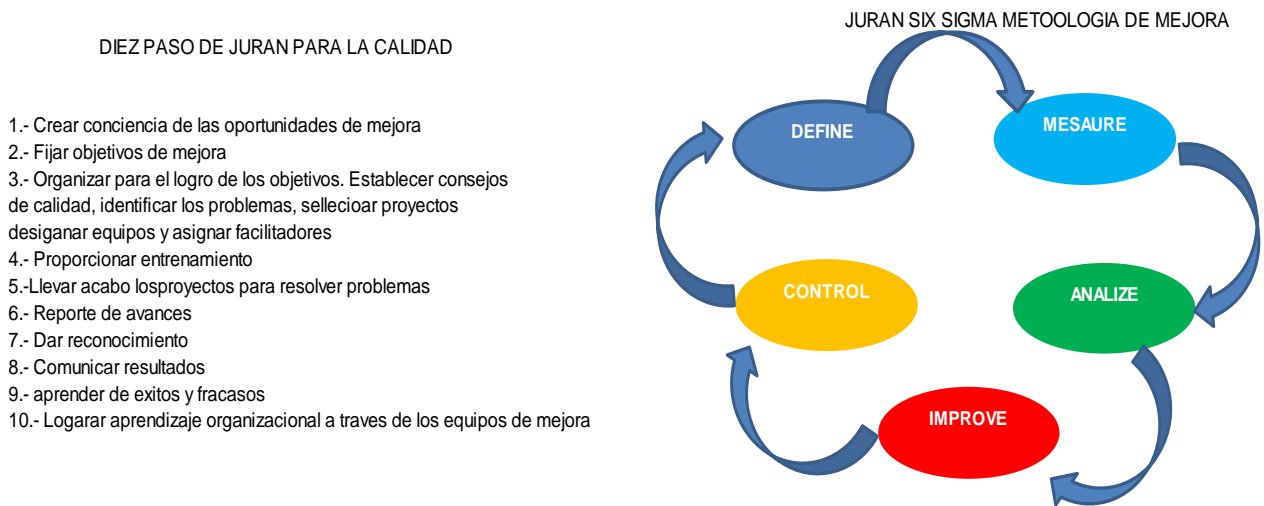 DIEZ PASO DE JURAN PARA LA CALIDAD
1.- Crear conciencia de las oportunidades de mejora
2.- Fijar objetivos de mejora
3.- Organizar para el logro de los objetivos. Establecer consejos
de calidad, identificar los problemas, sellecioar proyectos
desiganar equipos y asignar facilitadores
4.- Proporcionar entrenamiento
5.-Llevar acabo losproyectos para resolver problemas
6.- Reporte de avances
7.- Dar reconocimiento
8.- Comunicar resultados
9.- aprender de exitos y fracasos
10.- Logarar aprendizaje organizacional a traves de los equipos de mejora
JURAN SIX SIGMA METOOLOGIA DE MEJORA
DEFINE
MESAURE
ANALIZE
IMPROVE
CONTROL